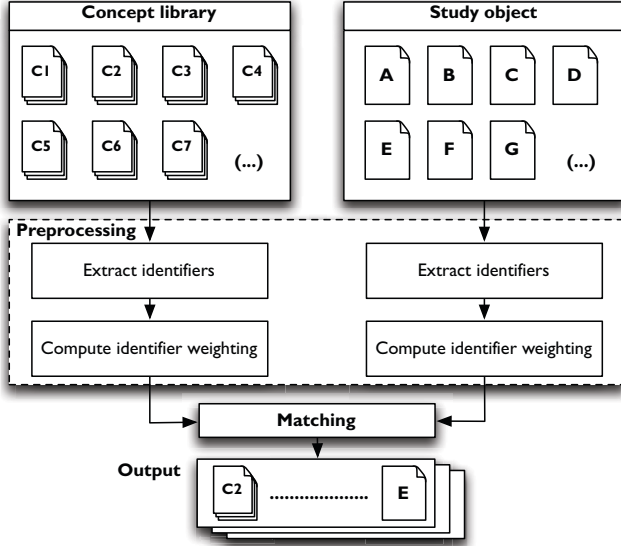 Concept library
Study object
C1 C2 C3 C4
A B C D
C5 C6 C7 (...)
E F G (...)
Preprocessing
Extract identifiers
Extract identifiers
Compute identifier weighting
Compute identifier weighting
Matching
Output
C2 ..................... E